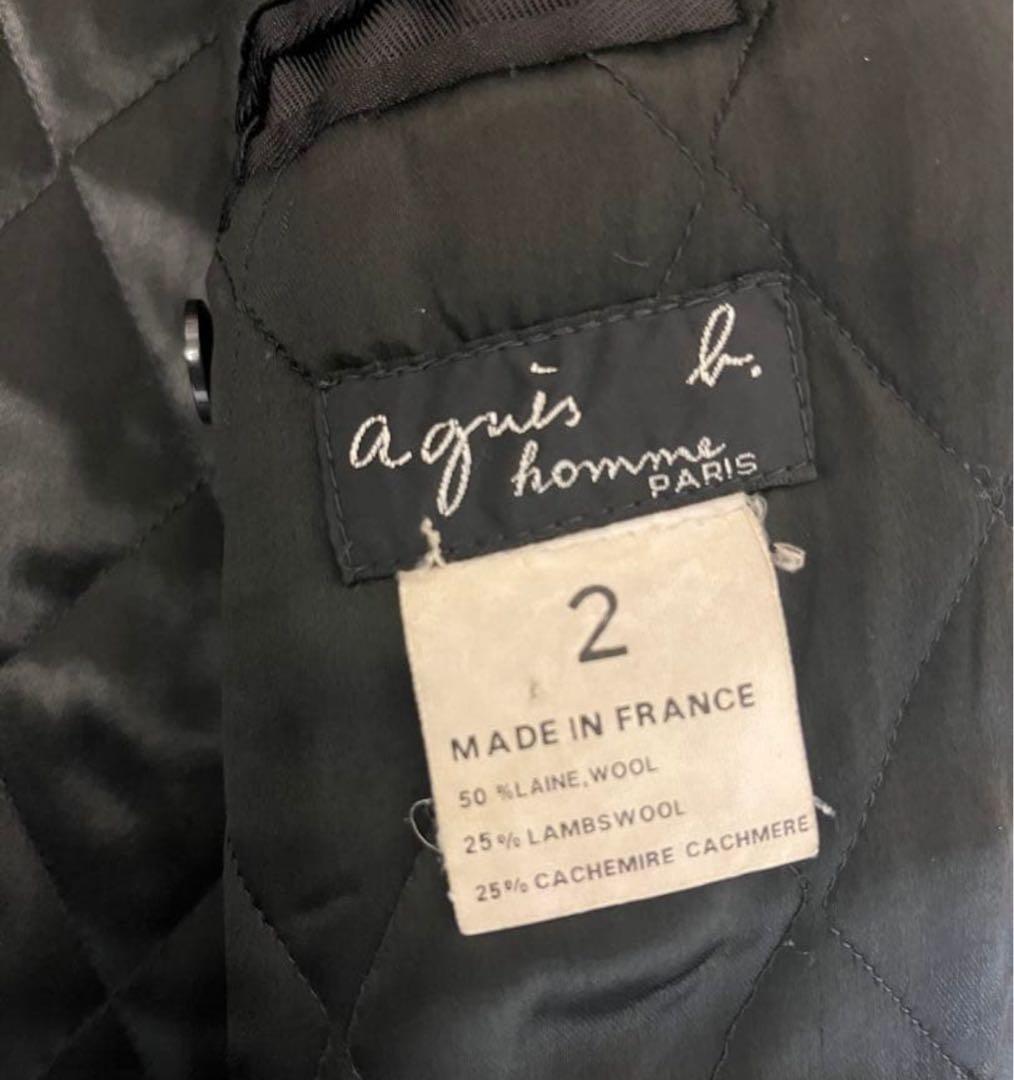 agnès b.
homme
PARIS
2
MADE IN FRANCE
50 %LAINE,WOOL
25% LAMBSWOOL
25% CACHEMIRE CACHMERE